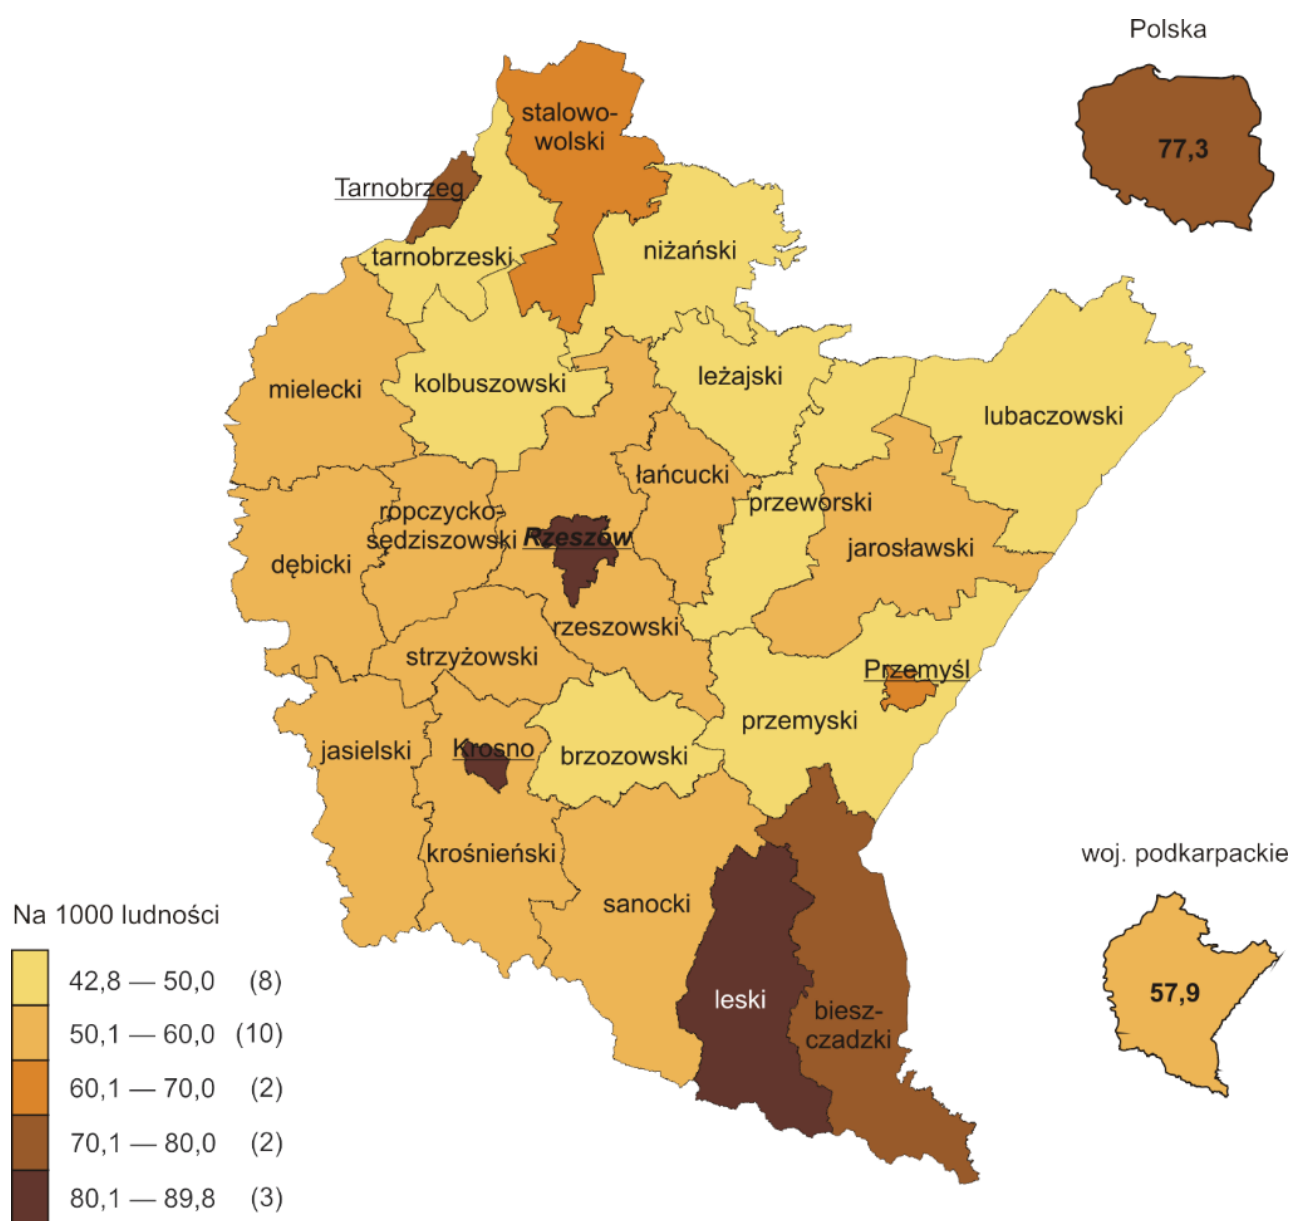 Polska
77,3
stalowo-
wolski
Tarnobrzeg
tarnobrzeski
niżański
mielecki
kolbuszowski
leżajski
lubaczowski
łańcucki
przeworski
ropczycko-
sędziszowski
Rzeszów
dębicki
jarosławski
rzeszowski
strzyżowski
Przemyśl
przemyski
jasielski
Krosno
brzozowski
krośnieński
sanocki
leski
biesz-
czadzki
woj. podkarpackie
57,9
Na 1000 ludności
42,8 — 50,0 (8)
50,1 — 60,0 (10)
60,1 — 70,0 (2)
70,1 — 80,0 (2)
80,1 — 89,8 (3)